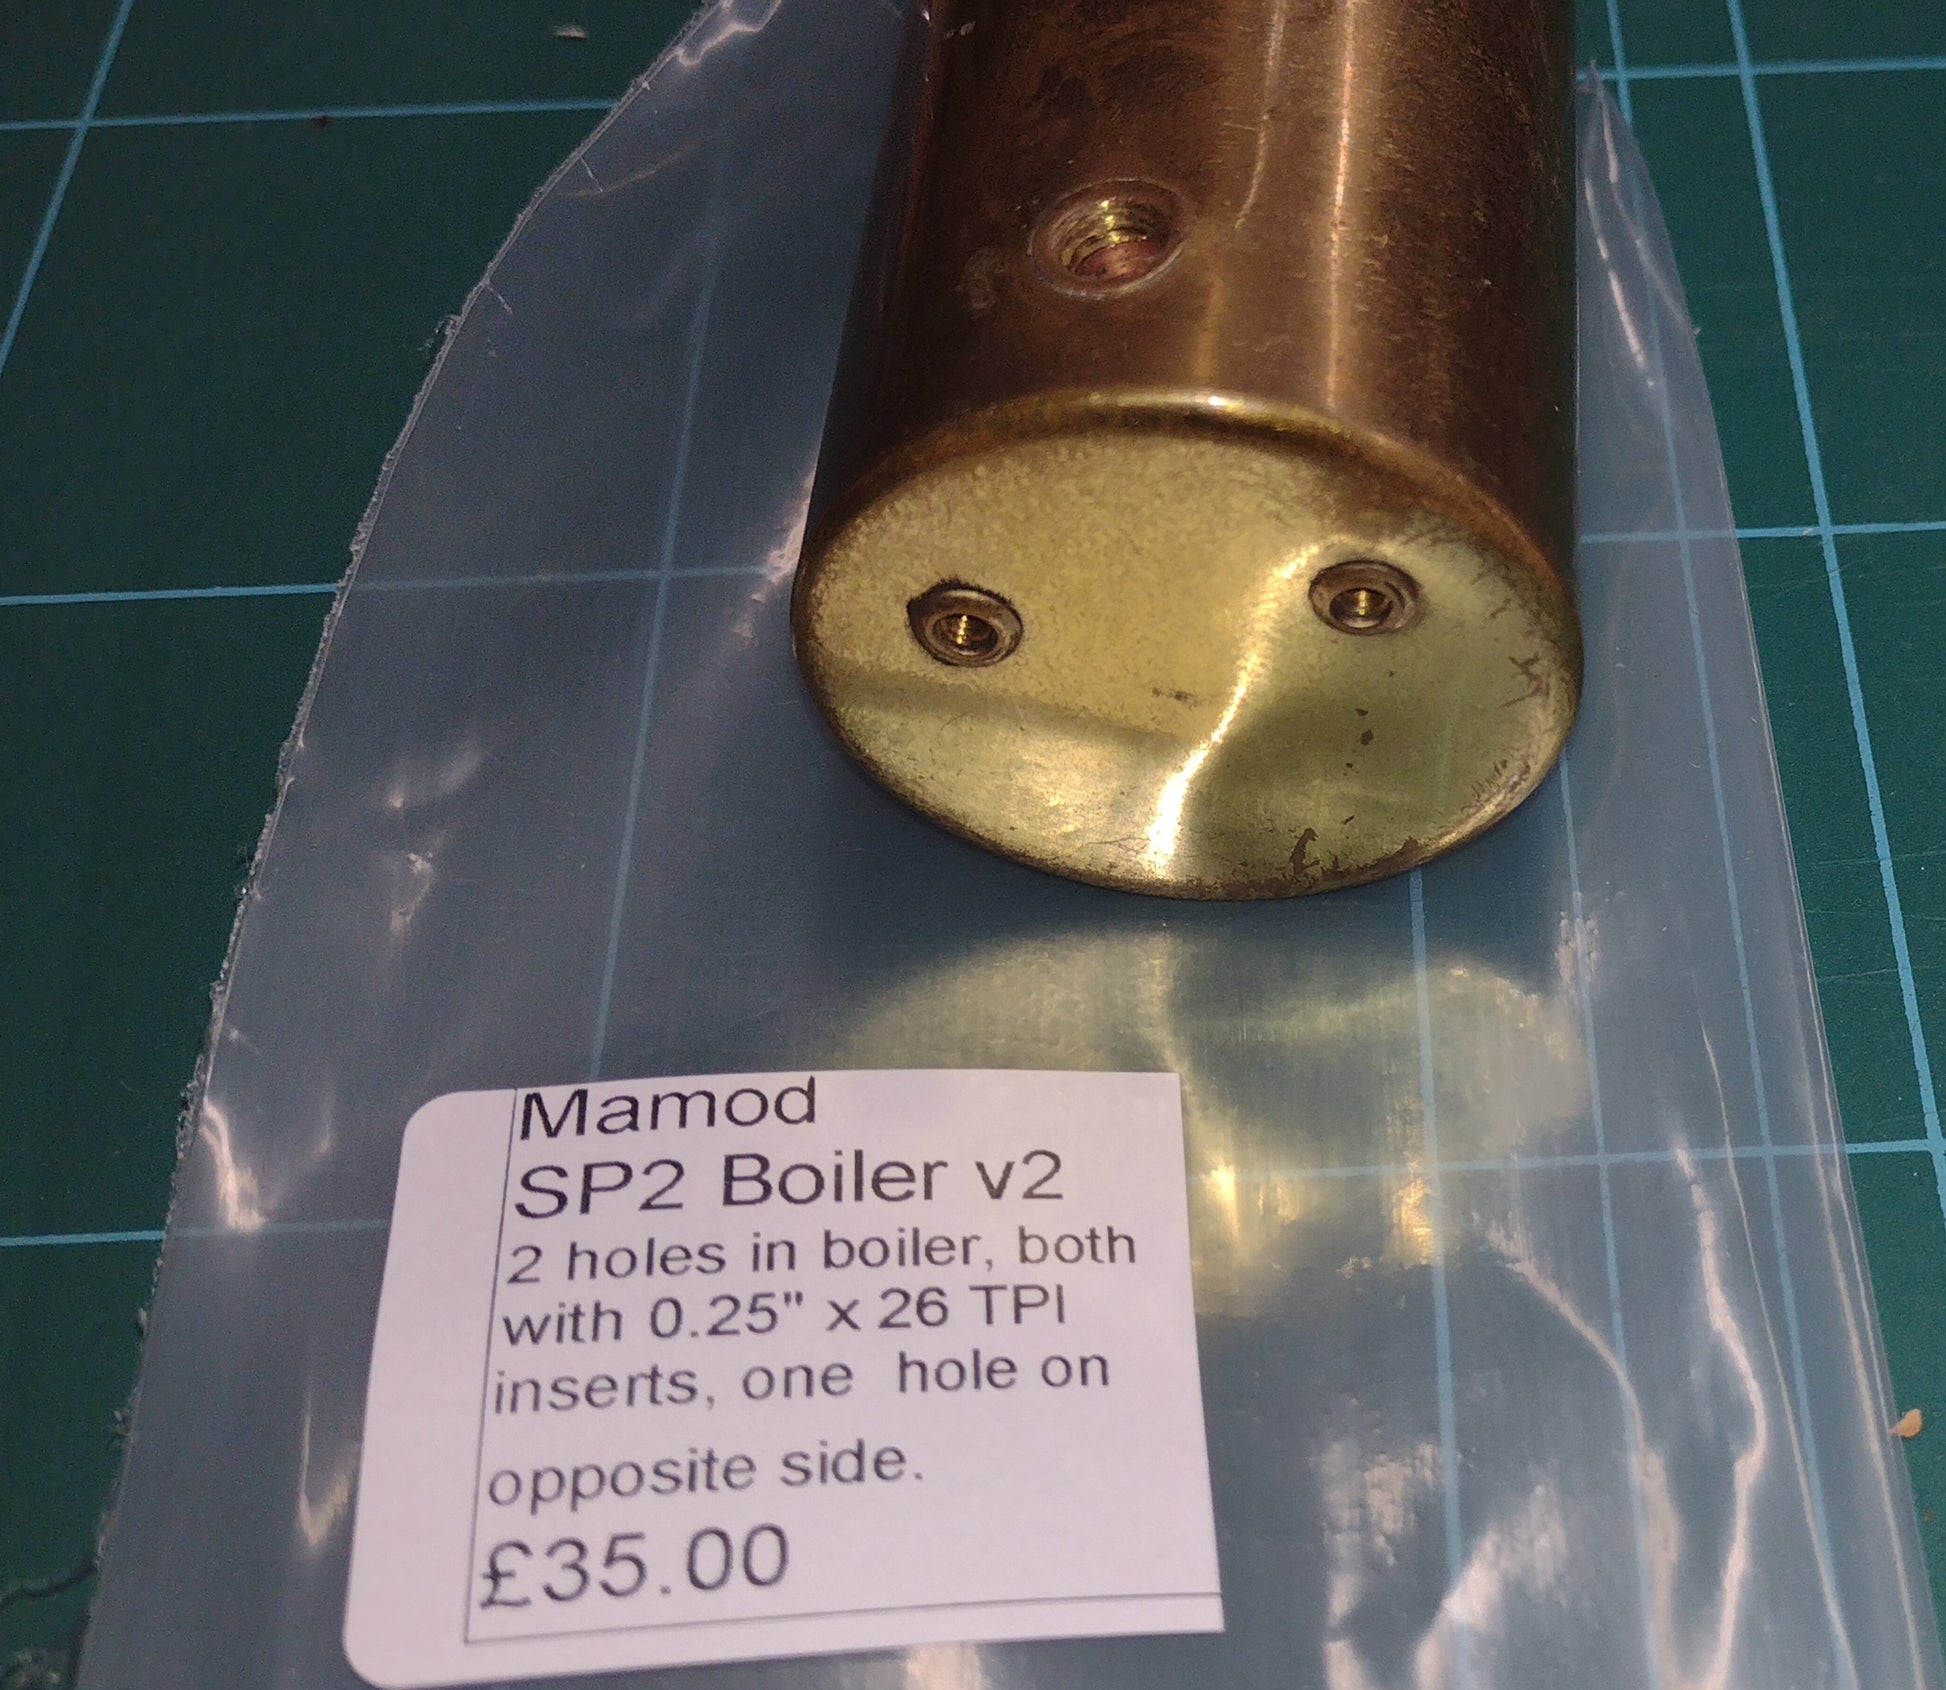 Mamod
SP2 Boiler v2
2 holes in boiler, both
with 0.25" x 26 TPI
inserts, one hole on
opposite side.
£35.00